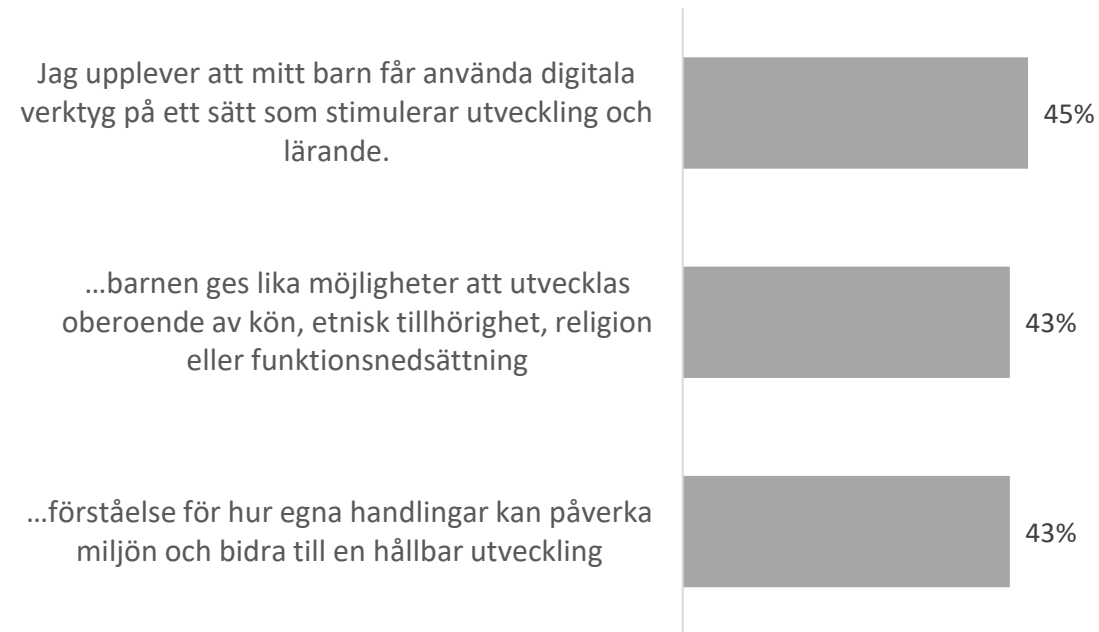 Jag upplever att mitt barn får använda digitala
verktyg på ett sätt som stimulerar utveckling och
lärande.
45%
…barnen ges lika möjligheter att utvecklas
oberoende av kön, etnisk tillhörighet, religion
eller funktionsnedsättning
43%
…förståelse för hur egna handlingar kan påverka
miljön och bidra till en hållbar utveckling
43%